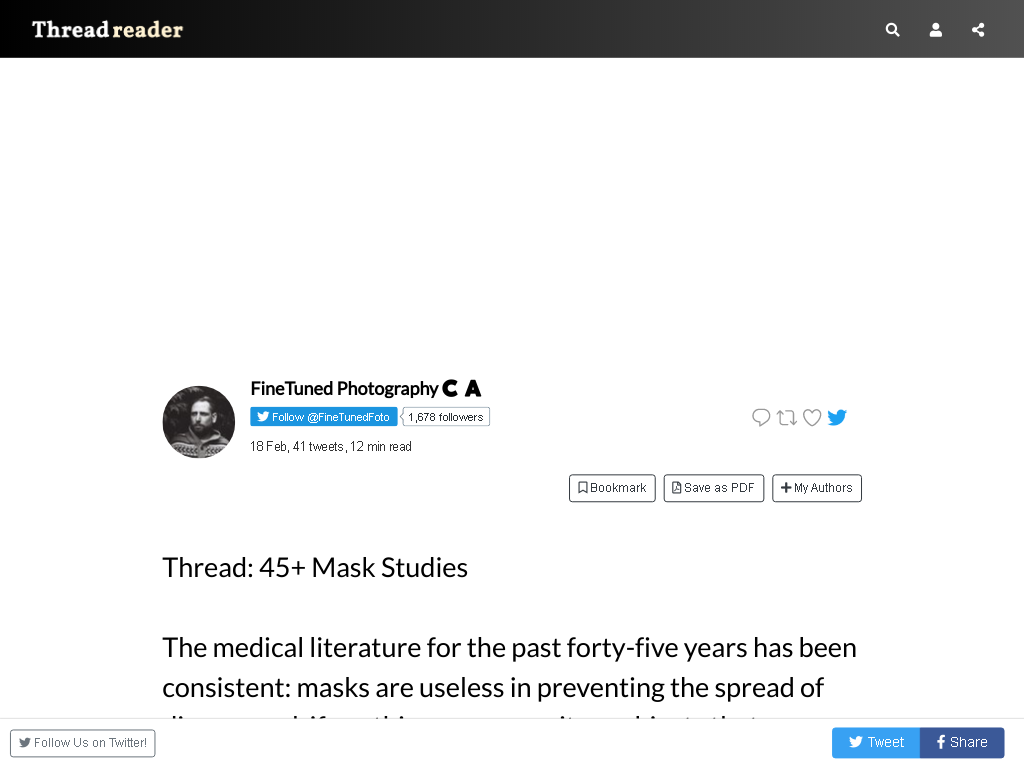 Thread reader
FineTuned Photography C A
Follow @FineTunedFoto
1,678 followers
18 Feb, 41 tweets, 12 min read
Bookmark
Save as PDF
My Authors
Thread: 45+ Mask Studies
The medical literature for the past forty-five years has been
consistent: masks are useless in preventing the spread of
Follow Us on Twitter!
Tweet
Share